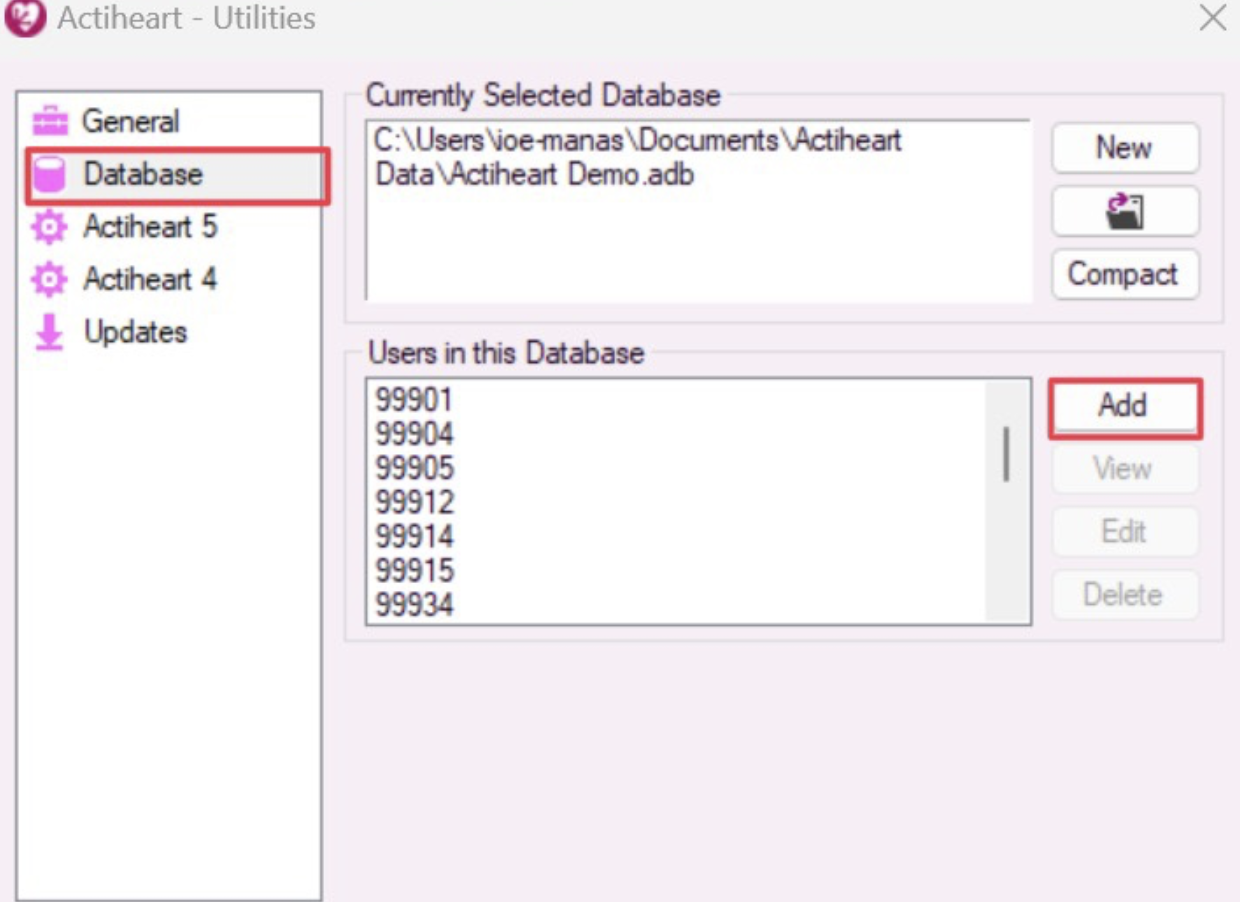 Actiheart - Utilities
General
Database
Actiheart 5
Actiheart 4
Updates
Currently Selected Database
C:\Users\ioe-manas\Documents\Actiheart
Data\Actiheart Demo.adb
New
Compact
Users in this Database
99901
99904
99905
99912
99914
99915
99934
Add
View
Edit
Delete